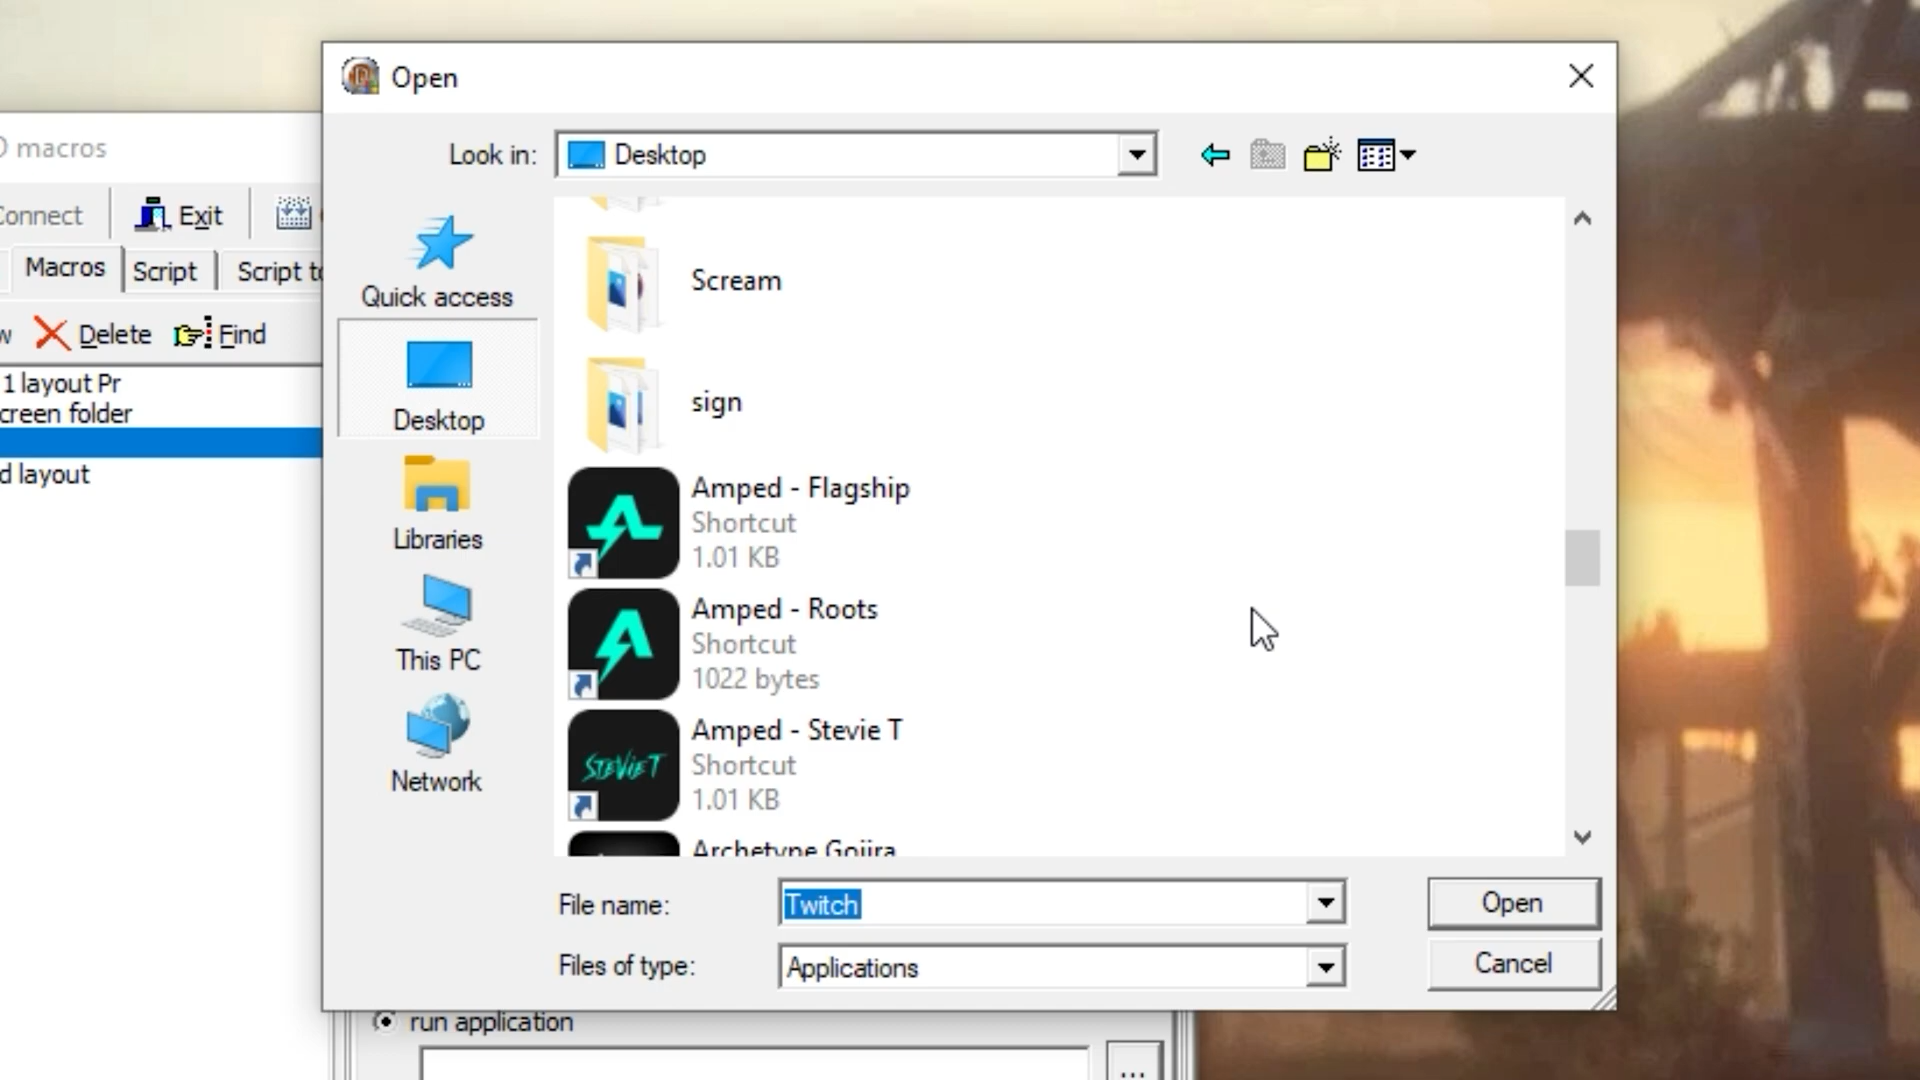 Open
Look in:
Desktop
D macros
Connect
Exit
Macros
Script
Script to
Delete
Find
1 layout Pr
creen folder
d layout
Quick access
Desktop
Libraries
This PC
Network
Scream
sign
Amped - Flagship
Shortcut
1.01 KB
Amped - Roots
Shortcut
1022 bytes
STEVIE T
Amped - Stevie T
Shortcut
1.01 KB
Archetype Gojira
File name:
Twitch
Open
Files of type:
Applications
Cancel
run application
...